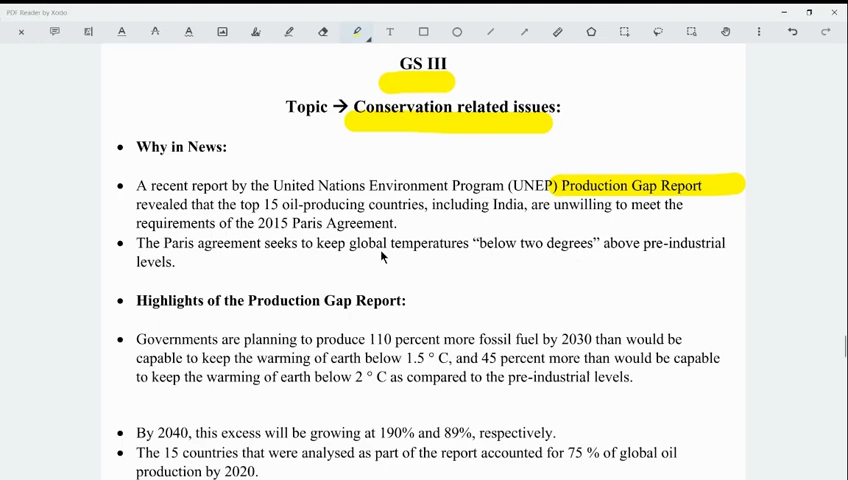 PDF Reader by Xodo
GS III
Topic → Conservation related issues:
• Why in News:
• A recent report by the United Nations Environment Program (UNEP) Production Gap Report
revealed that the top 15 oil-producing countries, including India, are unwilling to meet the
requirements of the 2015 Paris Agreement.
• The Paris agreement seeks to keep global temperatures “below two degrees” above pre-industrial
levels.
• Highlights of the Production Gap Report:
• Governments are planning to produce 110 percent more fossil fuel by 2030 than would be
capable to keep the warming of earth below 1.5 ° C, and 45 percent more than would be capable
to keep the warming of earth below 2 ° C as compared to the pre-industrial levels.
• By 2040, this excess will be growing at 190% and 89%, respectively.
• The 15 countries that were analysed as part of the report accounted for 75 % of global oil
production by 2020.